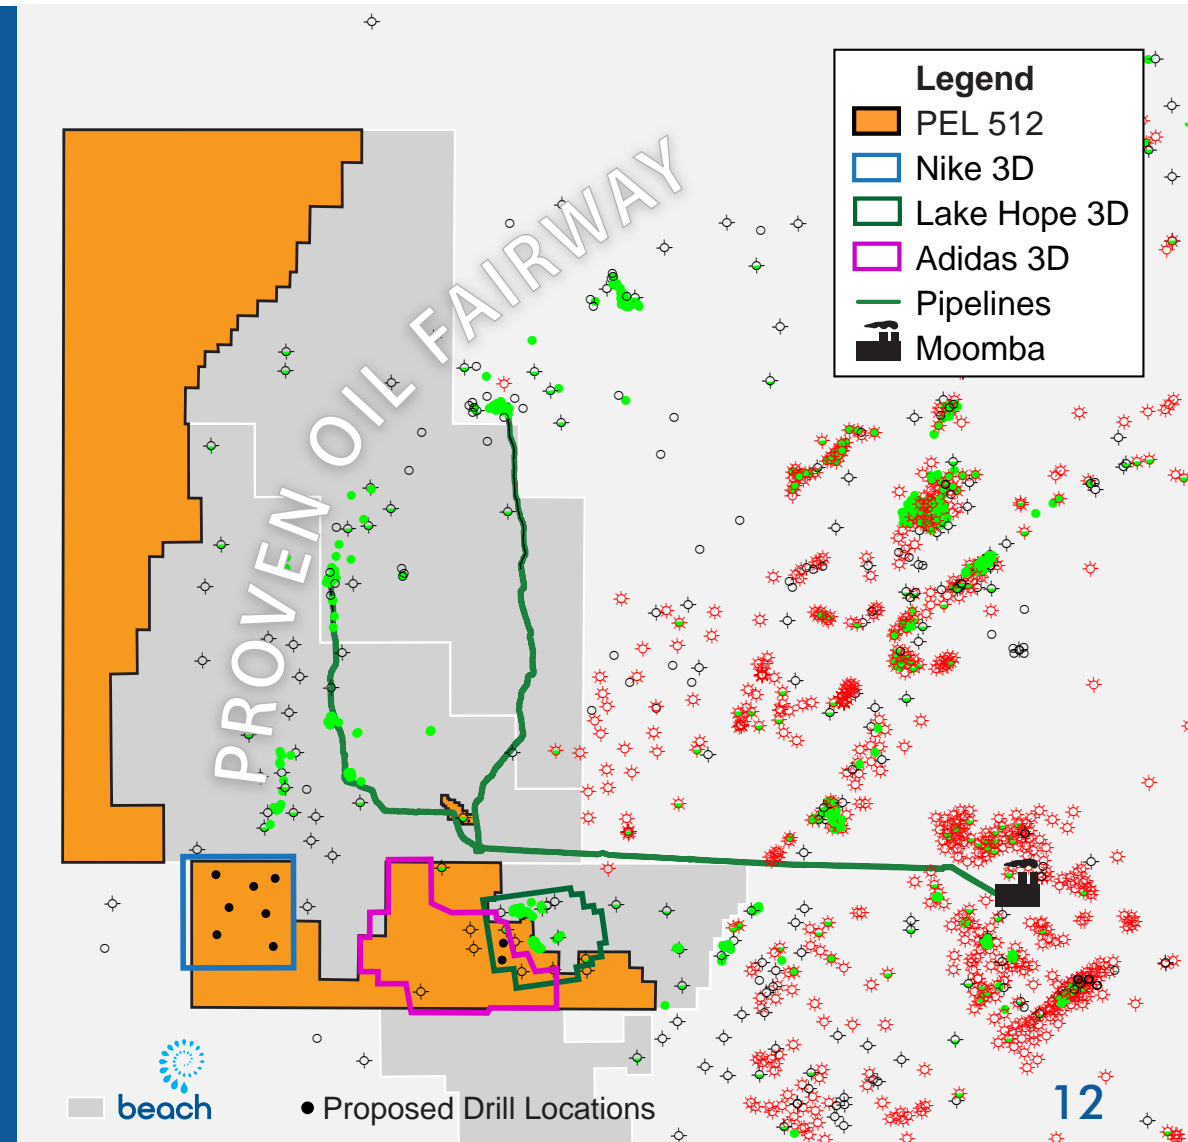 Legend
PEL 512
Nike 3D
Lake Hope 3D
Adidas 3D
Pipelines
Moomba
PROVEN OIL FAIRWAY
beach
Proposed Drill Locations
12